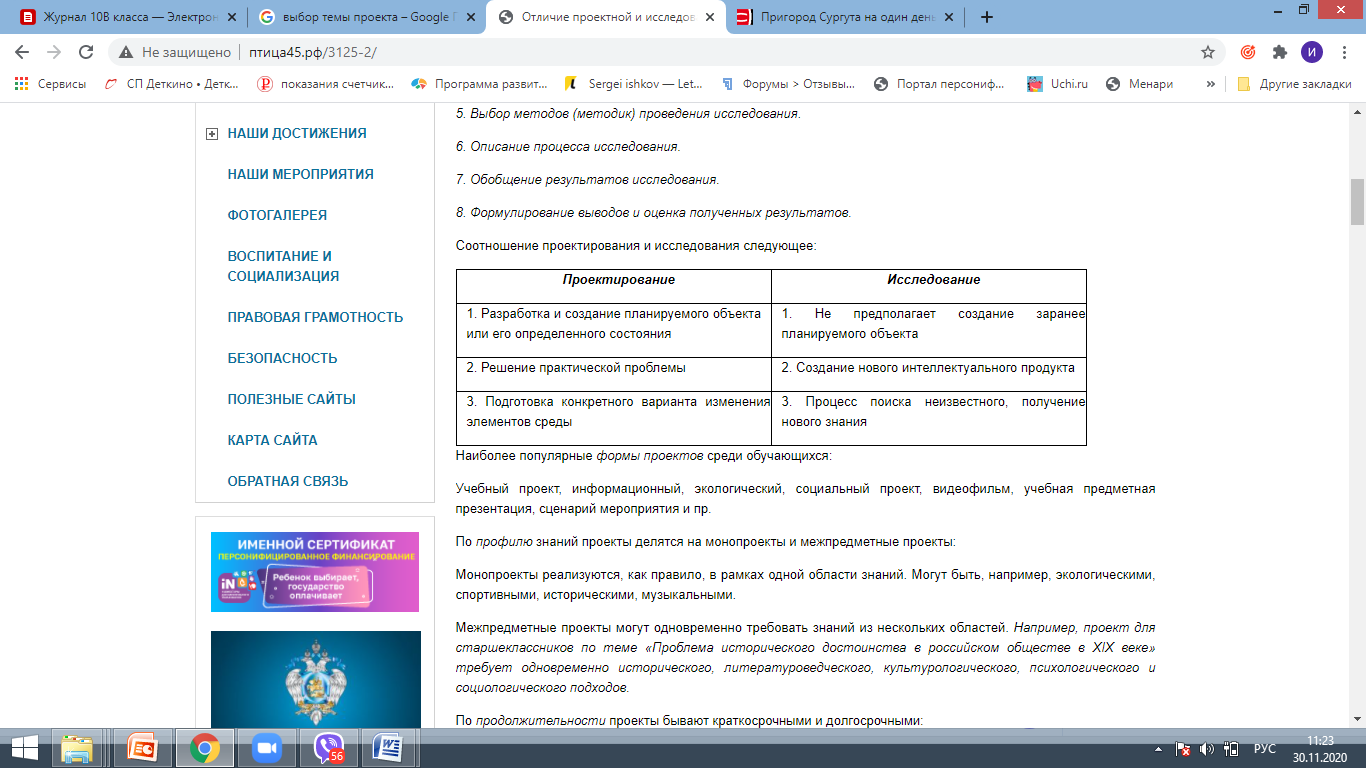 Журнал 10В класса — Электрон
выбор темы проекта – Google П
Отличие проектной и исследов
Пригород Сургута на один день
Не защищено
птица45.рф/3125-2/
И
Сервисы
СП Деткино • Детк...
показания счетчик...
Программа развит...
Sergei ishkov — Let...
Форумы > Отзывы...
Портал персониф...
Uchi.ru
Менари
»
Другие закладки
НАШИ ДОСТИЖЕНИЯ
НАШИ МЕРОПРИЯТИЯ
ФОТОГАЛЕРЕЯ
ВОСПИТАНИЕ И
СОЦИАЛИЗАЦИЯ
ПРАВОВАЯ ГРАМОТНОСТЬ
БЕЗОПАСНОСТЬ
ПОЛЕЗНЫЕ САЙТЫ
КАРТА САЙТА
ОБРАТНАЯ СВЯЗЬ
ИМЕННОЙ СЕРТИФИКАТ
ПЕРСОНИФИЦИРОВАННОЕ ФИНАНСИРОВАНИЕ
Ребенок выбирает,
государство
оплачивает
5. Выбор методов (методик) проведения исследования.
6. Описание процесса исследования.
7. Обобщение результатов исследования.
8. Формулирование выводов и оценка полученных результатов.
Соотношение проектирования и исследования следующее:
Проектирование
Исследование
1. Разработка и создание планируемого объекта
или его определенного состояния
1. Не предполагает создание заранее
планируемого объекта
2. Решение практической проблемы
2. Создание нового интеллектуального продукта
3. Подготовка конкретного варианта изменения
элементов среды
3. Процесс поиска неизвестного, получение
нового знания
Наиболее популярные формы проектов среди обучающихся:
Учебный проект, информационный, экологический, социальный проект, видеофильм, учебная предметная
презентация, сценарий мероприятия и пр.
По профилю знаний проекты делятся на монопроекты и межпредметные проекты:
Монопроекты реализуются, как правило, в рамках одной области знаний. Могут быть, например, экологическими,
спортивными, историческими, музыкальными.
Межпредметные проекты могут одновременно требовать знаний из нескольких областей. Например, проект для
старшеклассников по теме «Проблема исторического достоинства в российском обществе в XIX веке»
требует одновременно исторического, литературоведческого, культурологического, психологического и
социологического подходов.
По продолжительности проекты бывают краткосрочными и долгосрочными:
56
РУС
11:23
30.11.2020